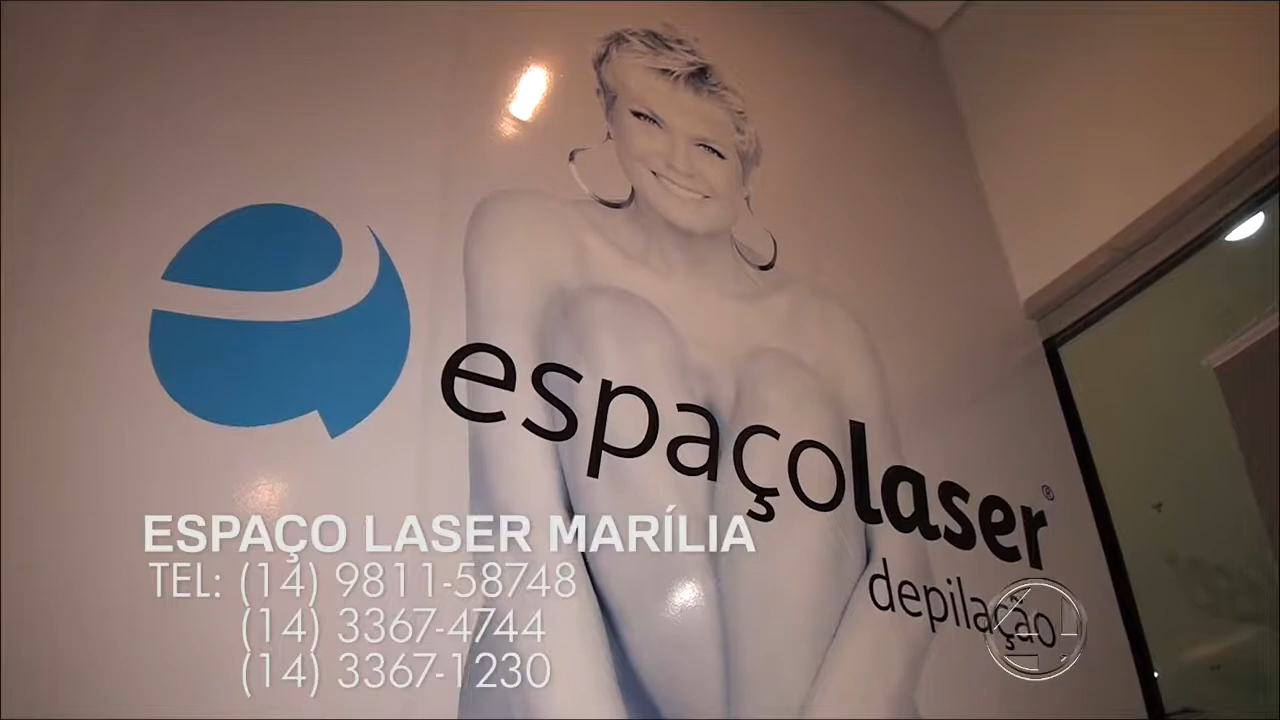 espaçolaser®
depilação
ESPAÇO LASER MARÍLIA
TEL: (14) 9811-58748
(14) 3367-4744
(14) 3367-1230